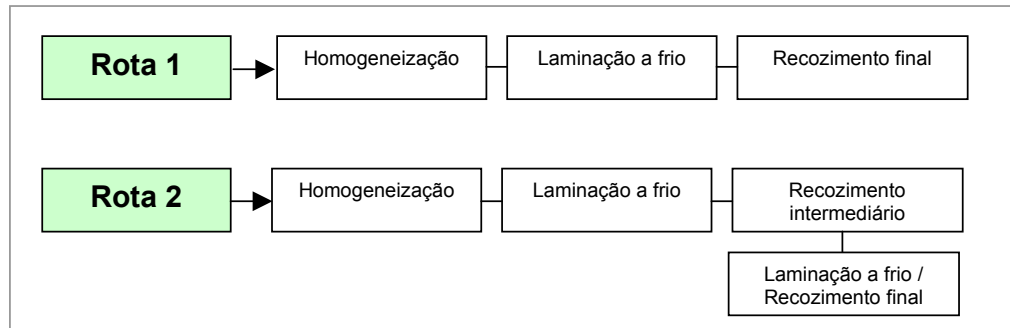 Rota 1
Homogeneização
Laminação a frio
Recozimento final
Rota 2
Homogeneização
Laminação a frio
Recozimento
intermediário
Laminação a frio /
Recozimento final